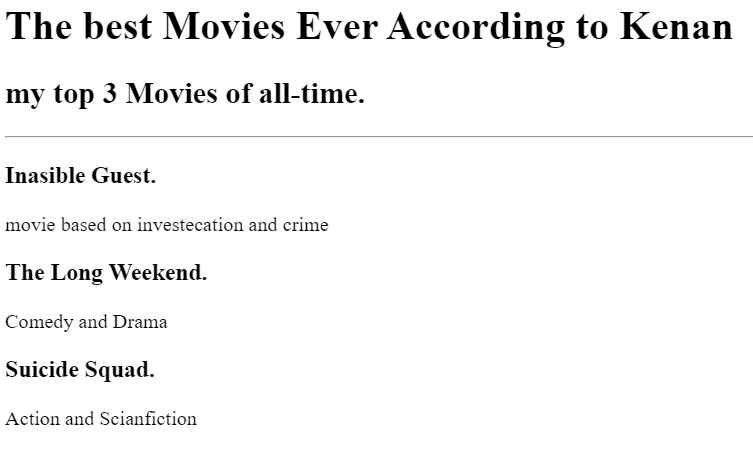 The best Movies Ever According to Kenan
my top 3 Movies of all-time.
Inasible Guest.
movie based on investecation and crime
The Long Weekend.
Comedy and Drama
Suicide Squad.
Action and Scianfiction